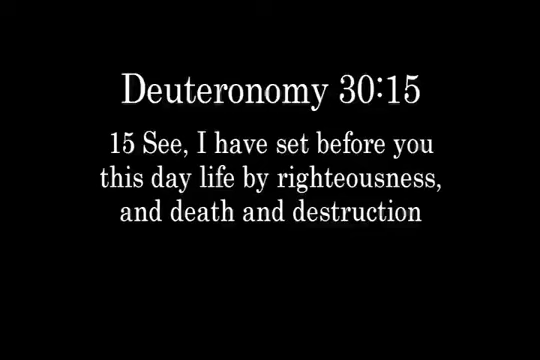 Deuteronomy 30:15
15 See, I have set before you
this day life by righteousness,
and death and destruction